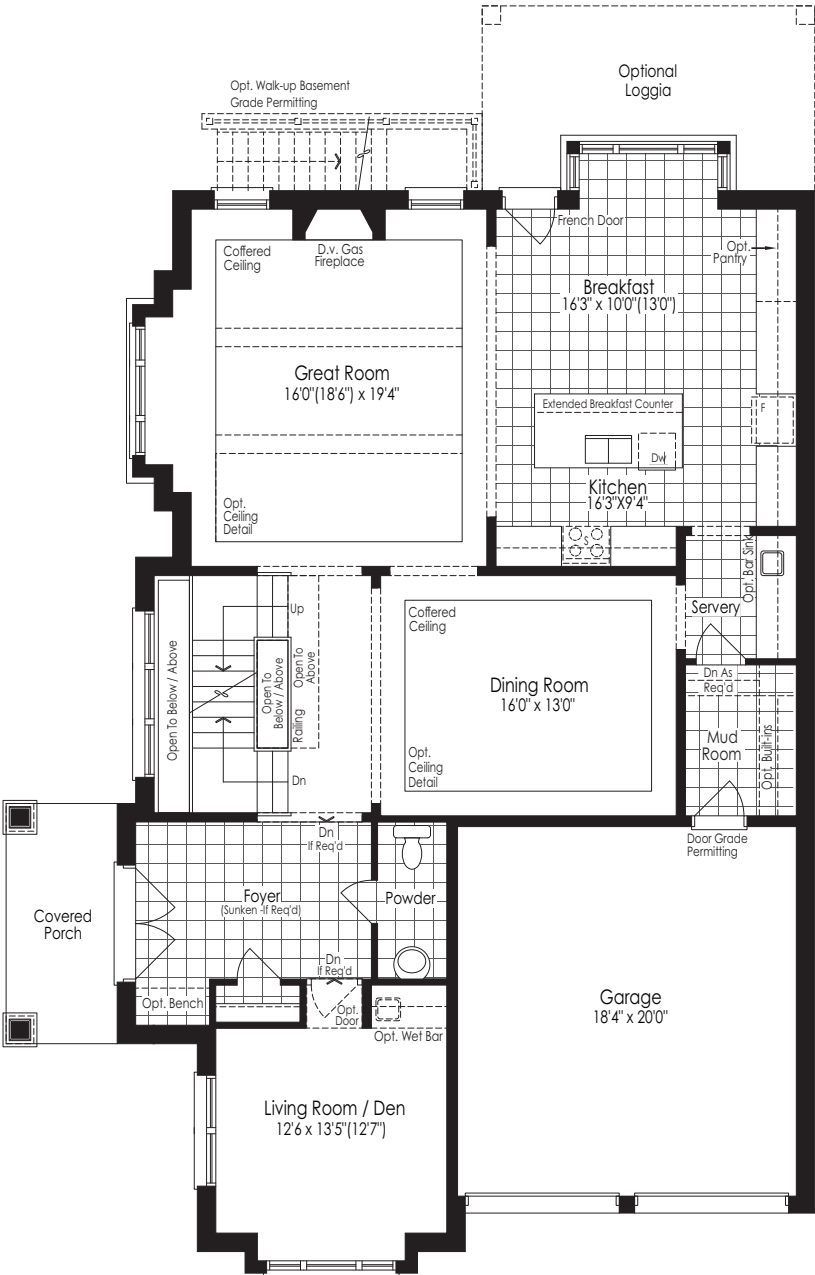 Optional
Loggia
Opt. Walk-up Basement
Grade Permitting
French Door
Coffered
Ceiling
D.v. Gas
Fireplace
Opt.
Pantry
Breakfast
16'3" x 10'0"(13'0")
Great Room
16'0"(18'6") x 19'4"
Extended Breakfast Counter
F
Dw
Kitchen
16'3"X9'4"
Opt.
Ceiling
Detail
S
Opt. Bar Sink
Servery
Up
Open To Below / Above
Open To
Below / Above
Open To
Above
Railing
Dn
Coffered
Ceiling
Dining Room
16'0" x 13'0"
Opt.
Ceiling
Detail
Dn As
Req'd
Mud
Room
Opt. Built-ins
Door Grade
Permitting
Dn
If Req'd
Foyer
(Sunken -If Req'd)
Powder
Covered
Porch
Dn
If Req'd
Opt. Bench
Opt.
Door
Opt. Wet Bar
Garage
18'4" x 20'0"
Living Room / Den
12'6 x 13'5"(12'7")